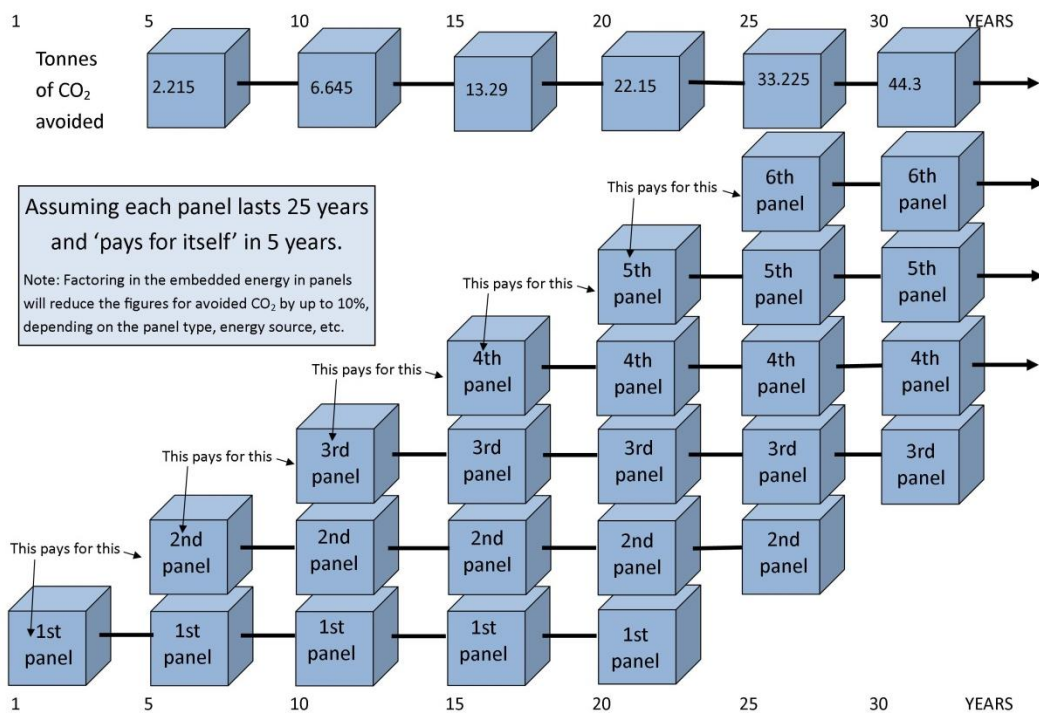 1 5 10 15 20 25 30 YEARS
Tonnes
of CO₂
avoided
2.215 6.645 13.29 22.15 33.225 44.3
This pays for this
6th
panel
6th
panel
Assuming each panel lasts 25 years
and ‘pays for itself’ in 5 years.
Note: Factoring in the embedded energy in panels
will reduce the figures for avoided CO₂ by up to 10%,
depending on the panel type, energy source, etc.
This pays for this
5th
panel
5th
panel
5th
panel
This pays for this
4th
panel
4th
panel
4th
panel
4th
panel
This pays for this
3rd
panel
3rd
panel
3rd
panel
3rd
panel
3rd
panel
This pays for this
2nd
panel
2nd
panel
2nd
panel
2nd
panel
2nd
panel
1st
panel
1st
panel
1st
panel
1st
panel
1st
panel
1 5 10 15 20 25 30 YEARS